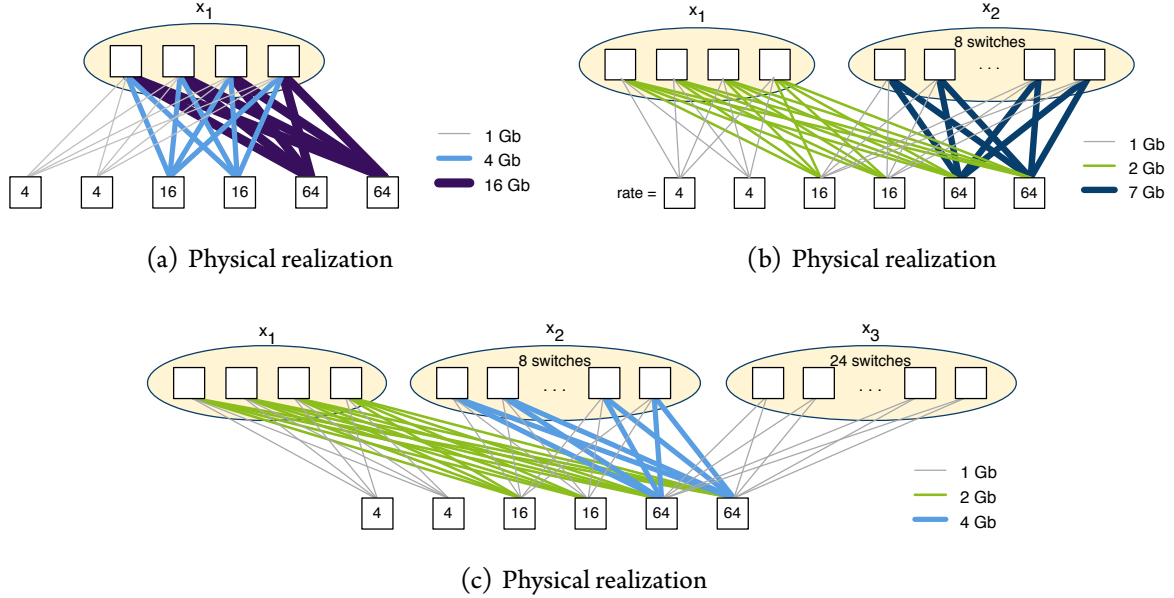 x1
1 Gb
4 Gb
16 Gb
4 4 16 16 64 64
(a) Physical realization
x1 x2
8 switches
. . .
1 Gb
2 Gb
7 Gb
rate = 4 4 16 16 64 64
(b) Physical realization
x1 x2 x3
8 switches 24 switches
. . . . . .
1 Gb
2 Gb
4 Gb
4 4 16 16 64 64
(c) Physical realization